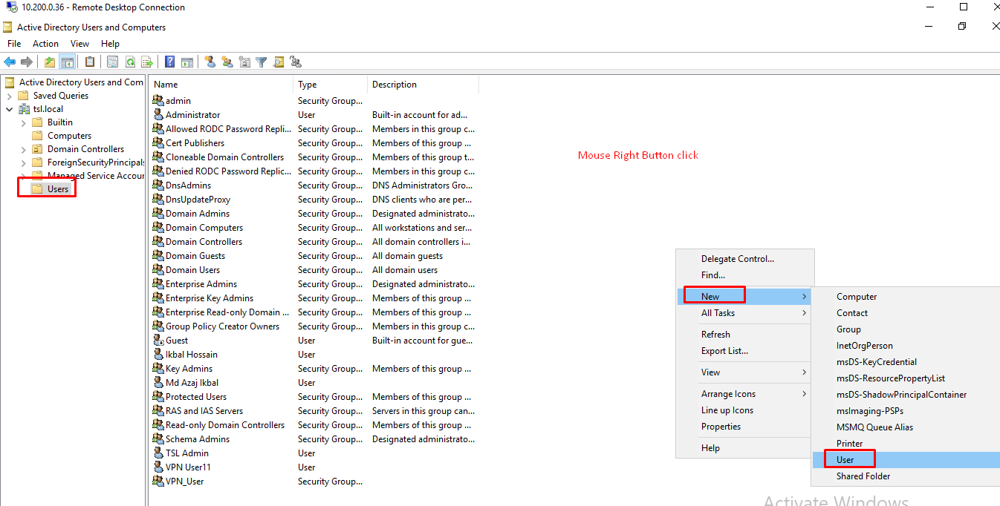 10.200.0.36 - Remote Desktop Connection
Active Directory Users and Computers
File Action View Help
Active Directory Users and Com
Saved Queries
tsl.local
Builtin
Computers
Domain Controllers
ForeignSecurityPrincipals
Managed Service Accour
Users
Name Type Description
admin Security Group...
Administrator User Built-in account for ad...
Allowed RODC Password Repli... Security Group... Members in this group c...
Cert Publishers Security Group... Members of this group ...
Cloneable Domain Controllers Security Group... Members of this group t...
Denied RODC Password Replic... Security Group... Members in this group c...
DnsAdmins Security Group... DNS Administrators Gro...
DnsUpdateProxy Security Group... DNS clients who are per...
Domain Admins Security Group... Designated administrato...
Domain Computers Security Group... All workstations and ser...
Domain Controllers Security Group... All domain controllers i...
Domain Guests Security Group... All domain guests
Domain Users Security Group... All domain users
Enterprise Admins Security Group... Designated administrato...
Enterprise Key Admins Security Group... Members of this group ...
Enterprise Read-only Domain ... Security Group... Members of this group ...
Group Policy Creator Owners Security Group... Members in this group c...
Guest User Built-in account for gue...
Ikbal Hossain User
Key Admins Security Group... Members of this group ...
Md Azaj Ikbal User
Protected Users Security Group... Members of this group ...
RAS and IAS Servers Security Group... Servers in this group can...
Read-only Domain Controllers Security Group... Members of this group ...
Schema Admins Security Group... Designated administrato...
TSL Admin User
VPN User11 User
VPN_User Security Group...
Mouse Right Button click
Delegate Control...
Find...
New
All Tasks
Refresh
Export List...
View
Arrange Icons
Line up Icons
Properties
Help
Computer
Contact
Group
InetOrgPerson
msDS-KeyCredential
msDS-ResourcePropertyList
msDS-ShadowPrincipalContainer
msImaging-PSPs
MSMQ Queue Alias
Printer
User
Shared Folder
Activate Windows